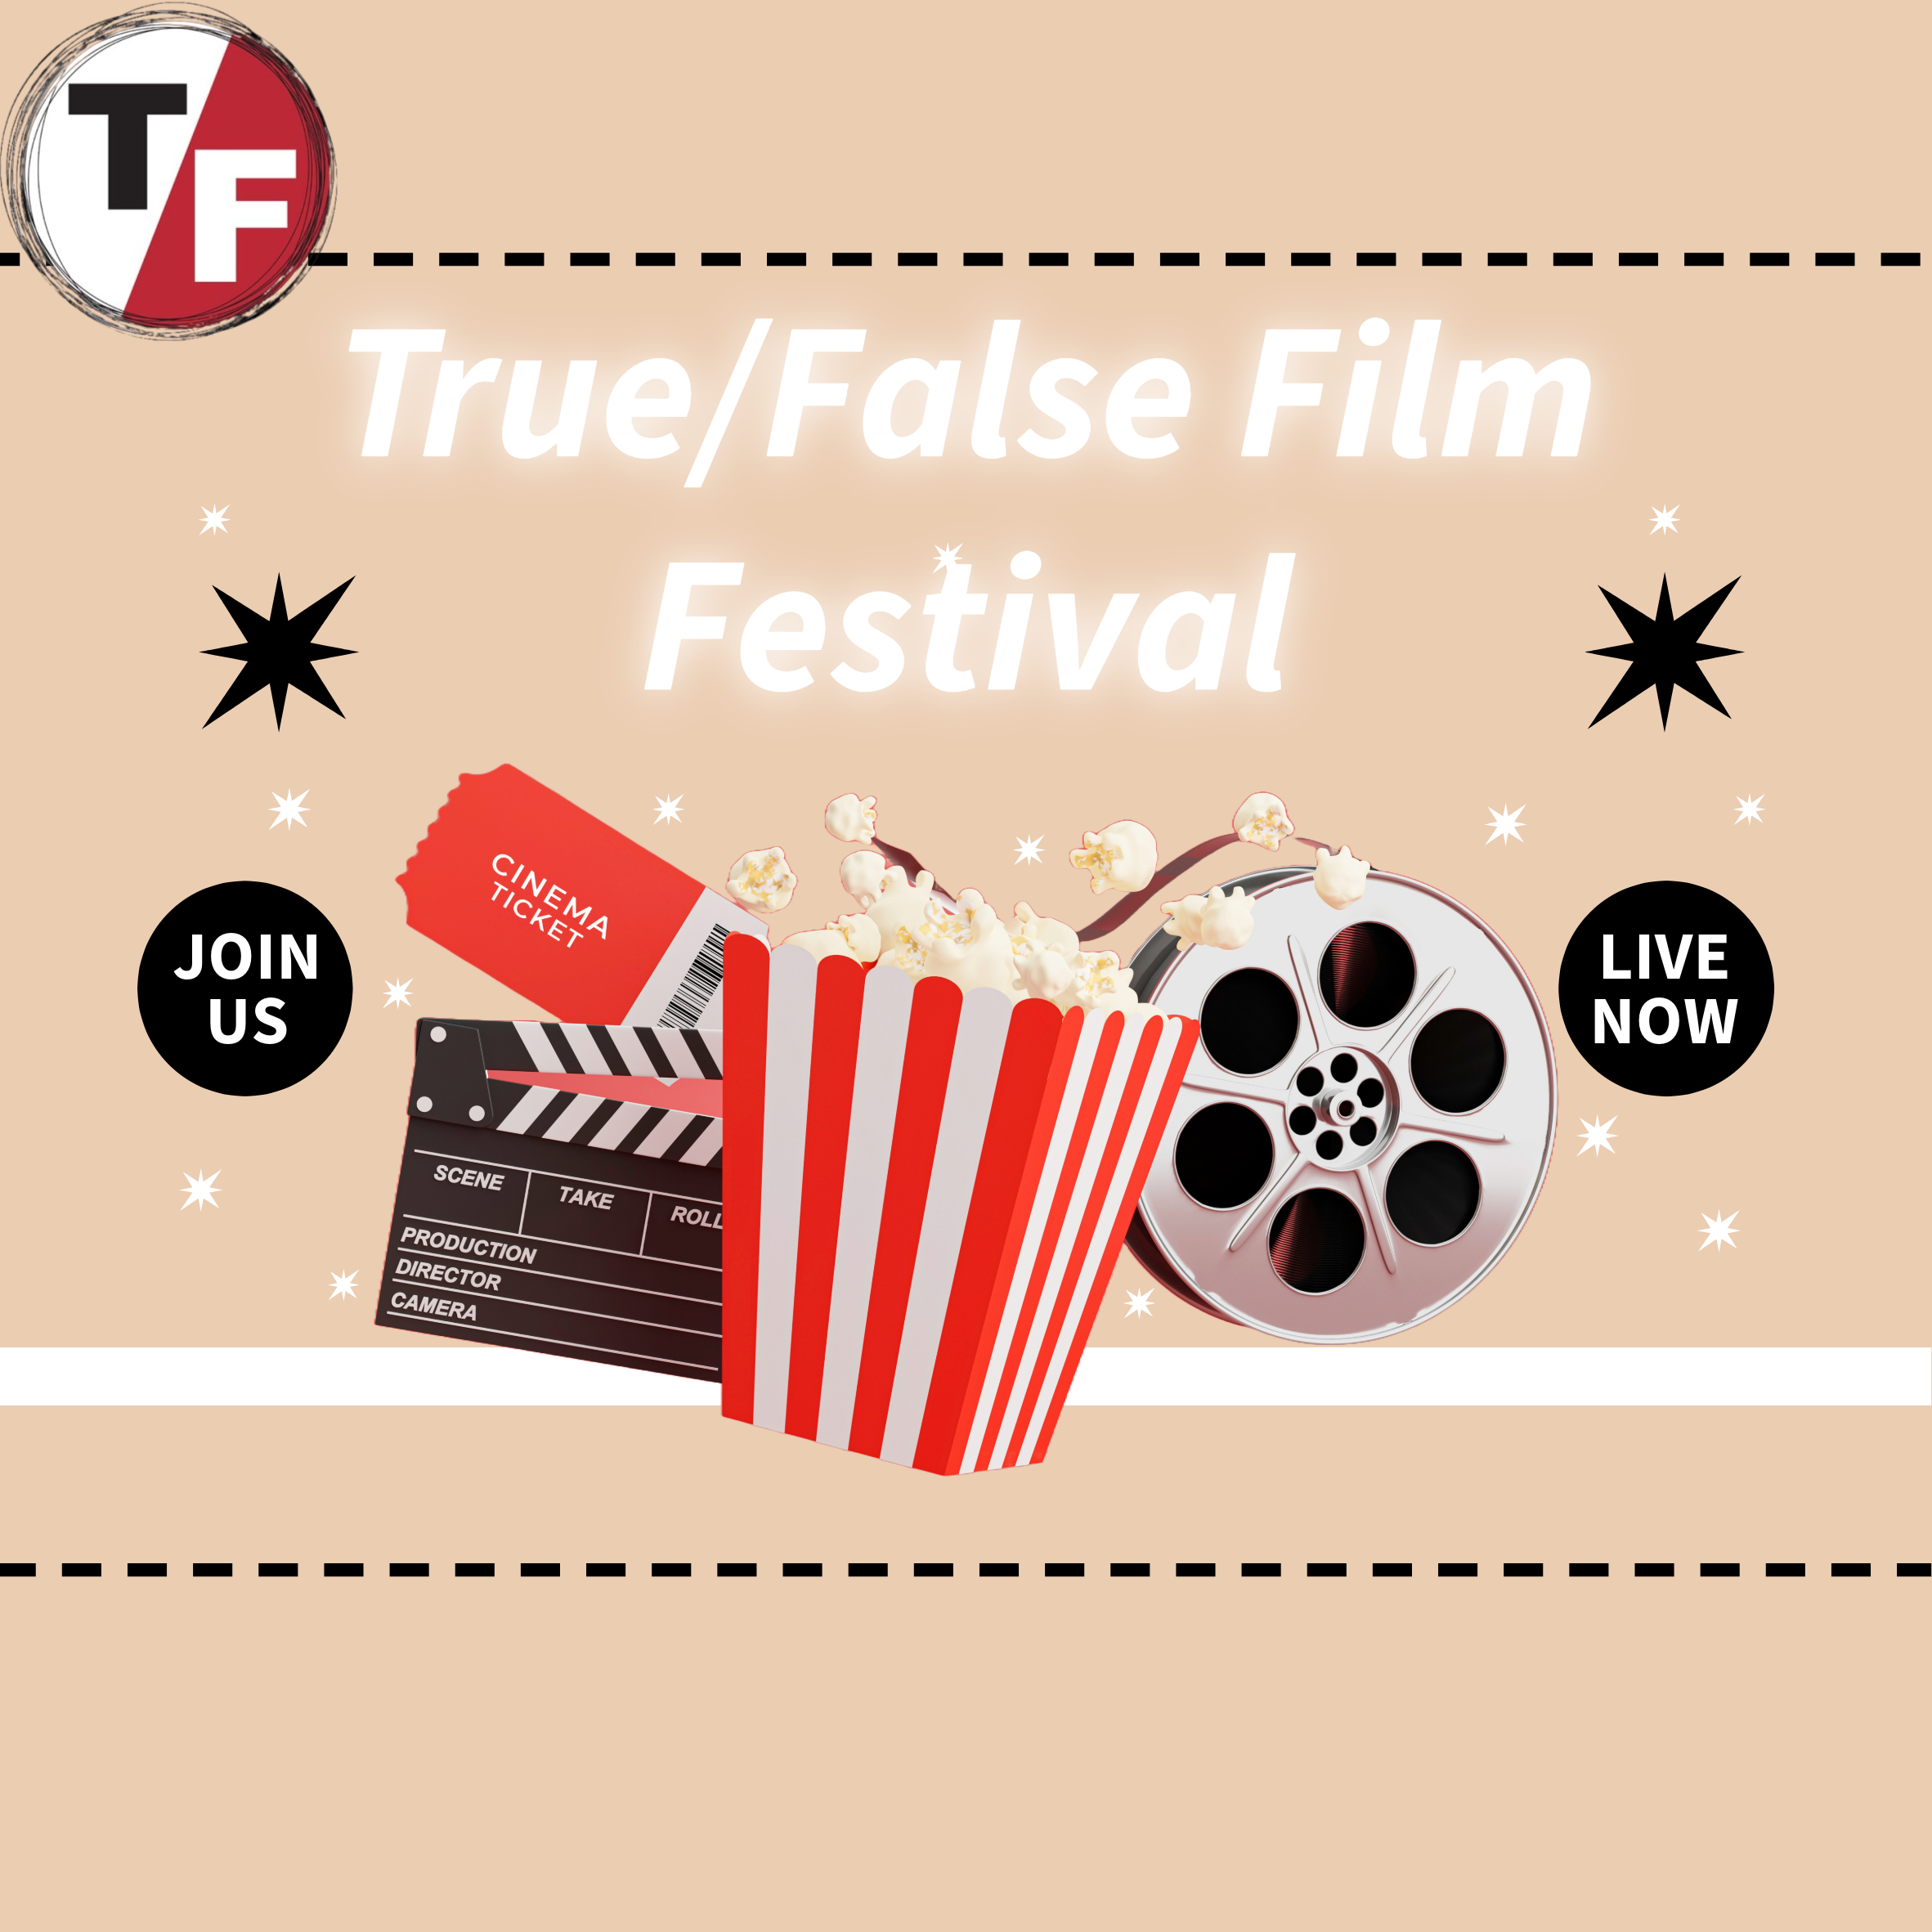 TF
True/False Film
Festival
CINEMA
TICKET
JOIN
US
LIVE
NOW
SCENE
TAKE
ROLL
PRODUCTION
DIRECTOR
CAMERA